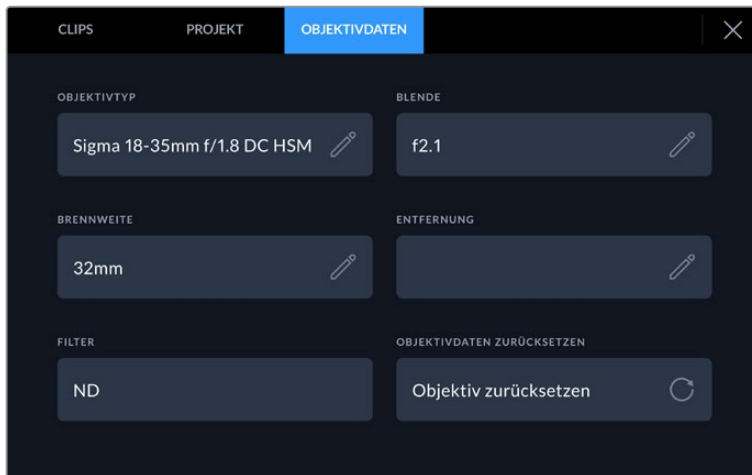 CLIPS PROJEKT OBJEKTIVDATEN
OBJEKTIVTYP BLENDE
Sigma 18-35mm f/1.8 DC HSM f2.1
BRENNWEITE ENTFERNUNG
32mm
FILTER OBJEKTIVDATEN ZURÜCKSETZEN
ND Objektiv zurücksetzen